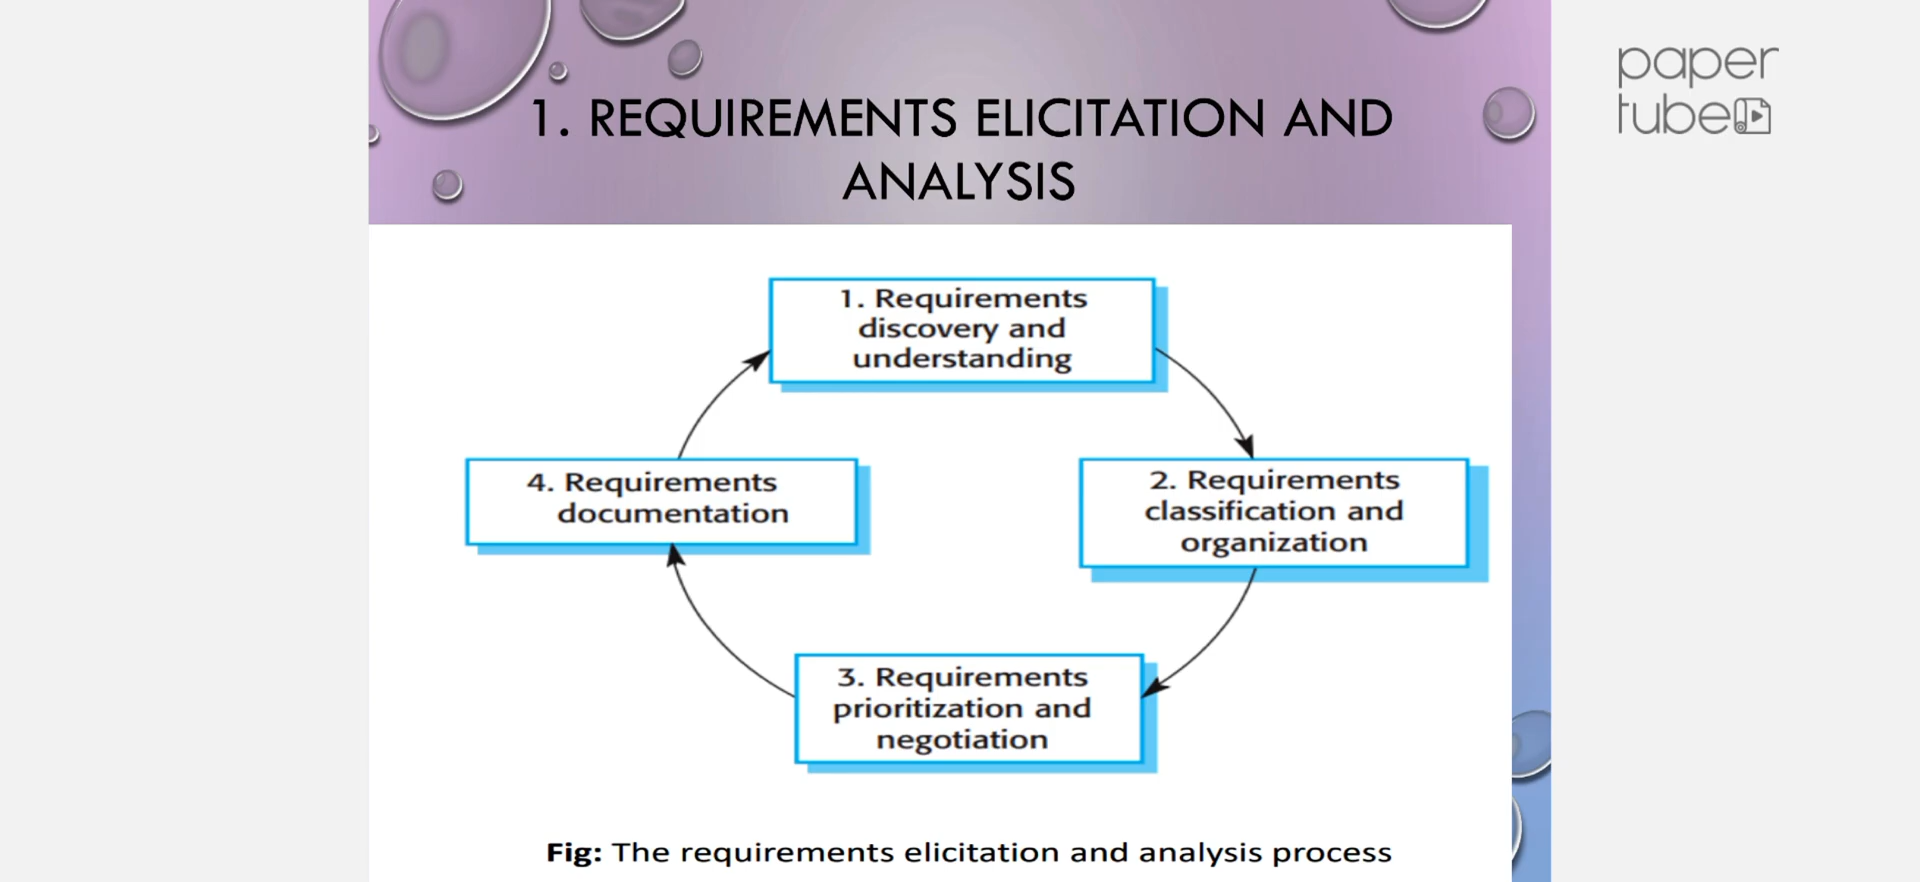 1. REQUIREMENTS ELICITATION AND
ANALYSIS
paper
tube
1. Requirements
discovery and
understanding
4. Requirements
documentation
2. Requirements
classification and
organization
3. Requirements
prioritization and
negotiation
Fig: The requirements elicitation and analysis process